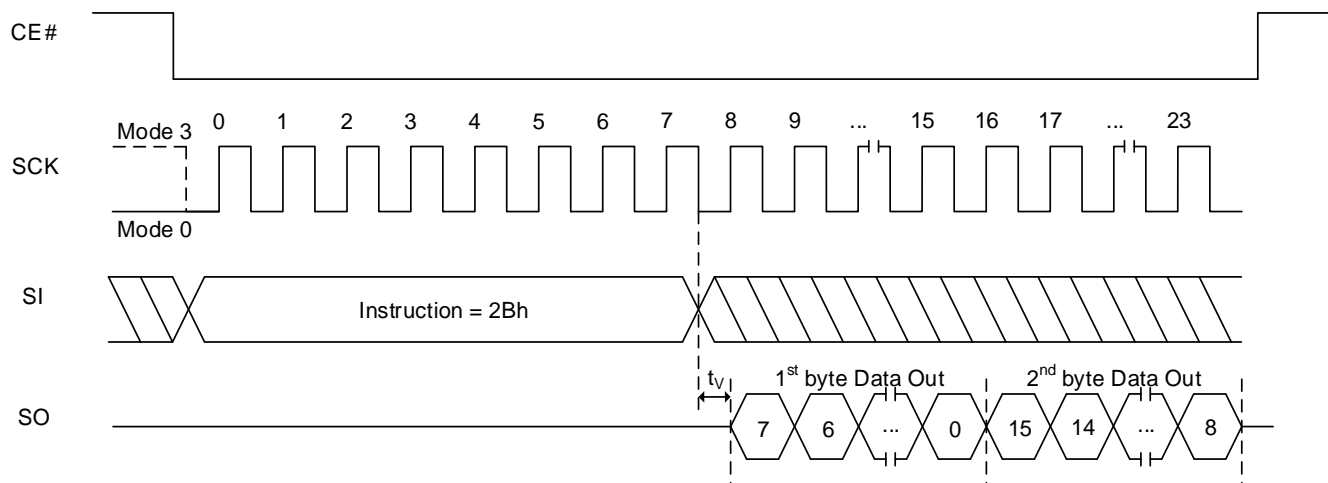 CE#
0 1 2 3 4 5 6 7 8 9 ... 15 16 17 ... 23
Mode 3
SCK
Mode 0
SI
Instruction = 2Bh
tV
1st byte Data Out 2nd byte Data Out
SO
7 6 ... 0 15 14 ... 8